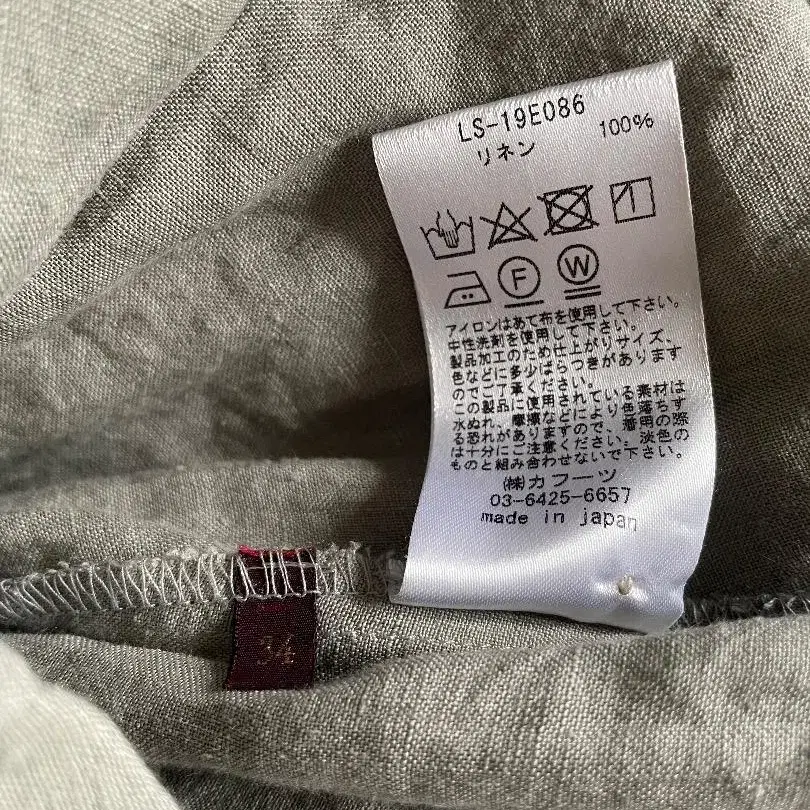 LS-19E086
リネン 100%
F W
アイロンはあて布を使用して下さい。
中性洗剤を使用して下さい。
製品加工のため仕上がりサイズ、
色などに多少ばらつきがあります
のでご了承ください。
この製品に使用されている素材は
水ぬれ、摩擦などにより色落ちす
る恐れがありますので、着用の際
は十分にご注意ください。淡色の
ものと組み合わせないで下さい。
㈱カフーツ
03-6425-6657
made in japan
34